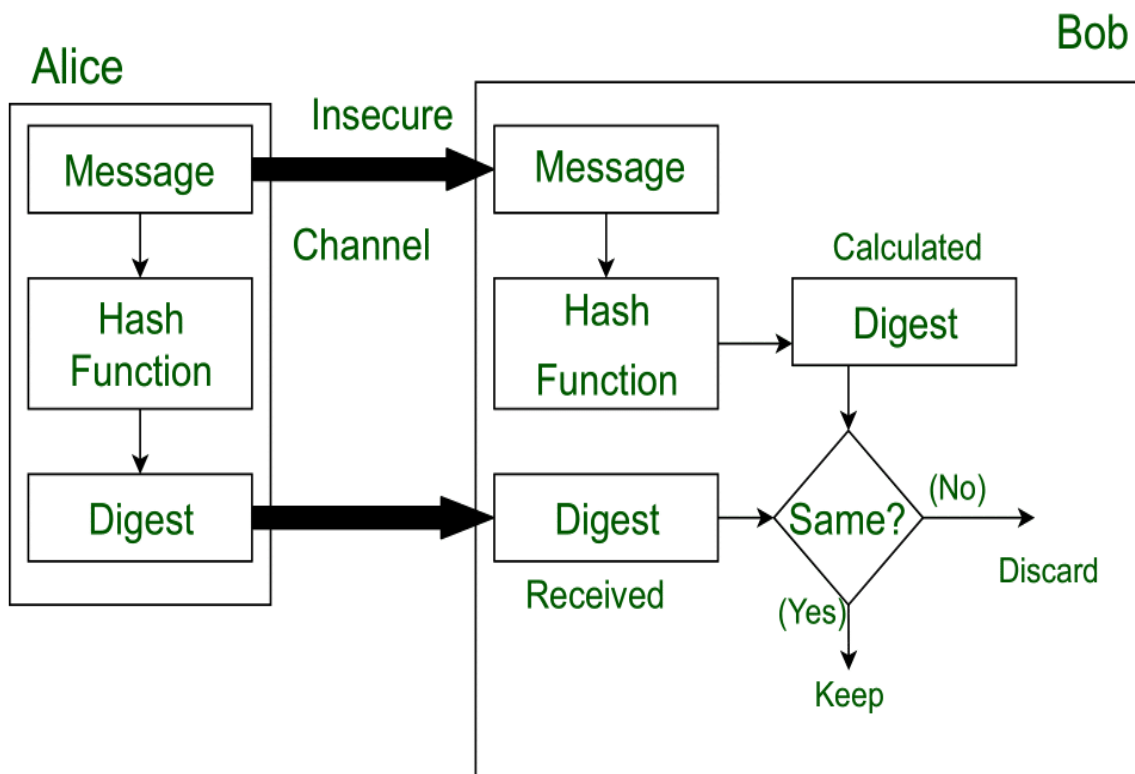 Alice
Message
Hash
Function
Digest
Insecure
Channel
Bob
Message
Hash
Function
Calculated
Digest
Digest
Received
Same?
(No)
Discard
(Yes)
Keep